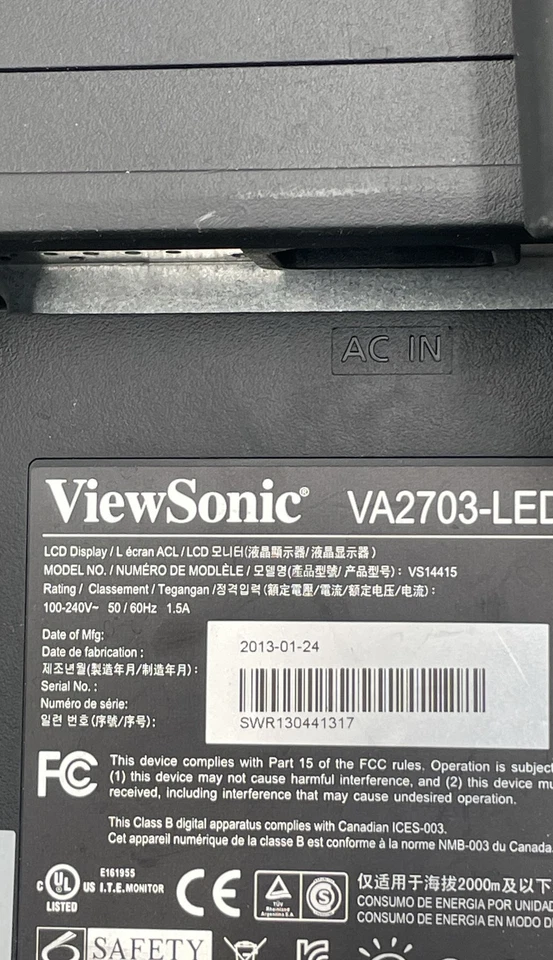 AC IN
ViewSonic® VA2703-LED
LCD Display / L écran ACL / LCD 모니터(液晶顯示器/ 液晶显示器 )
MODEL NO. / NUMÉRO DE MODLÈLE / 모델명(產品型號/ 产品型号) : VS14415
Rating / Classement / Tegangan /정격입력 (額定電壓/電流/额定电压/电流) :
100-240V~ 50 / 60Hz 1.5A
Date of Mfg:
Date de fabrication :
제조년월(製造年月/制造年月) :
Serial No. :
Numéro de série:
일련 번호 (序號/序号):
2013-01-24
SWR130441317
FC
This device complies with Part 15 of the FCC rules. Operation is subject
(1) this device may not cause harmful interference, and (2) this device mu
received, including interference that may cause undesired operation.
This Class B digital apparatus complies with Canadian ICES-003.
Cet appareil numérique de la classe B est conforme à la norme NMB-003 du Canada.
C UL US
LISTED
E161955
I.T.E.MONITOR
CE
TÜV
Rheinland
Argentina S.A.
S
仅适用于海拔2000m及以下
CONSUMO DE ENERGIA POR UNIDAD
CONSUMO DE ENERGIA EN MODO D
SAFETY